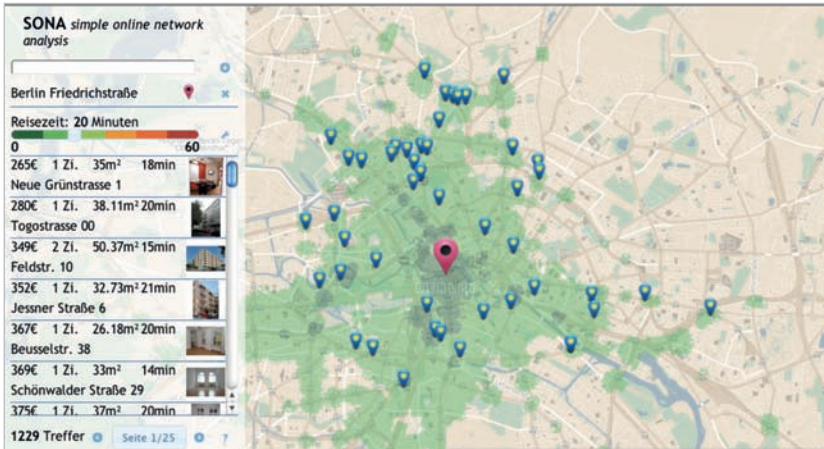 SONA simple online network
analysis
Berlin Friedrichstraße
Reisezeit: 20 Minuten
0 60
265€ 1 Zi. 35m² 18min
Neue Grünstrasse 1
280€ 1 Zi. 38.11m² 20min
Togostrasse 00
349€ 2 Zi. 50.37m² 15min
Feldstr. 10
352€ 1 Zi. 32.73m² 21min
Jessner Straße 6
367€ 1 Zi. 26.18m² 20min
Beusselstr. 38
369€ 1 Zi. 33m² 14min
Schönwalder Straße 29
375€ 1 Zi. 37m² 20min
1229 Treffer Seite 1/25 ?